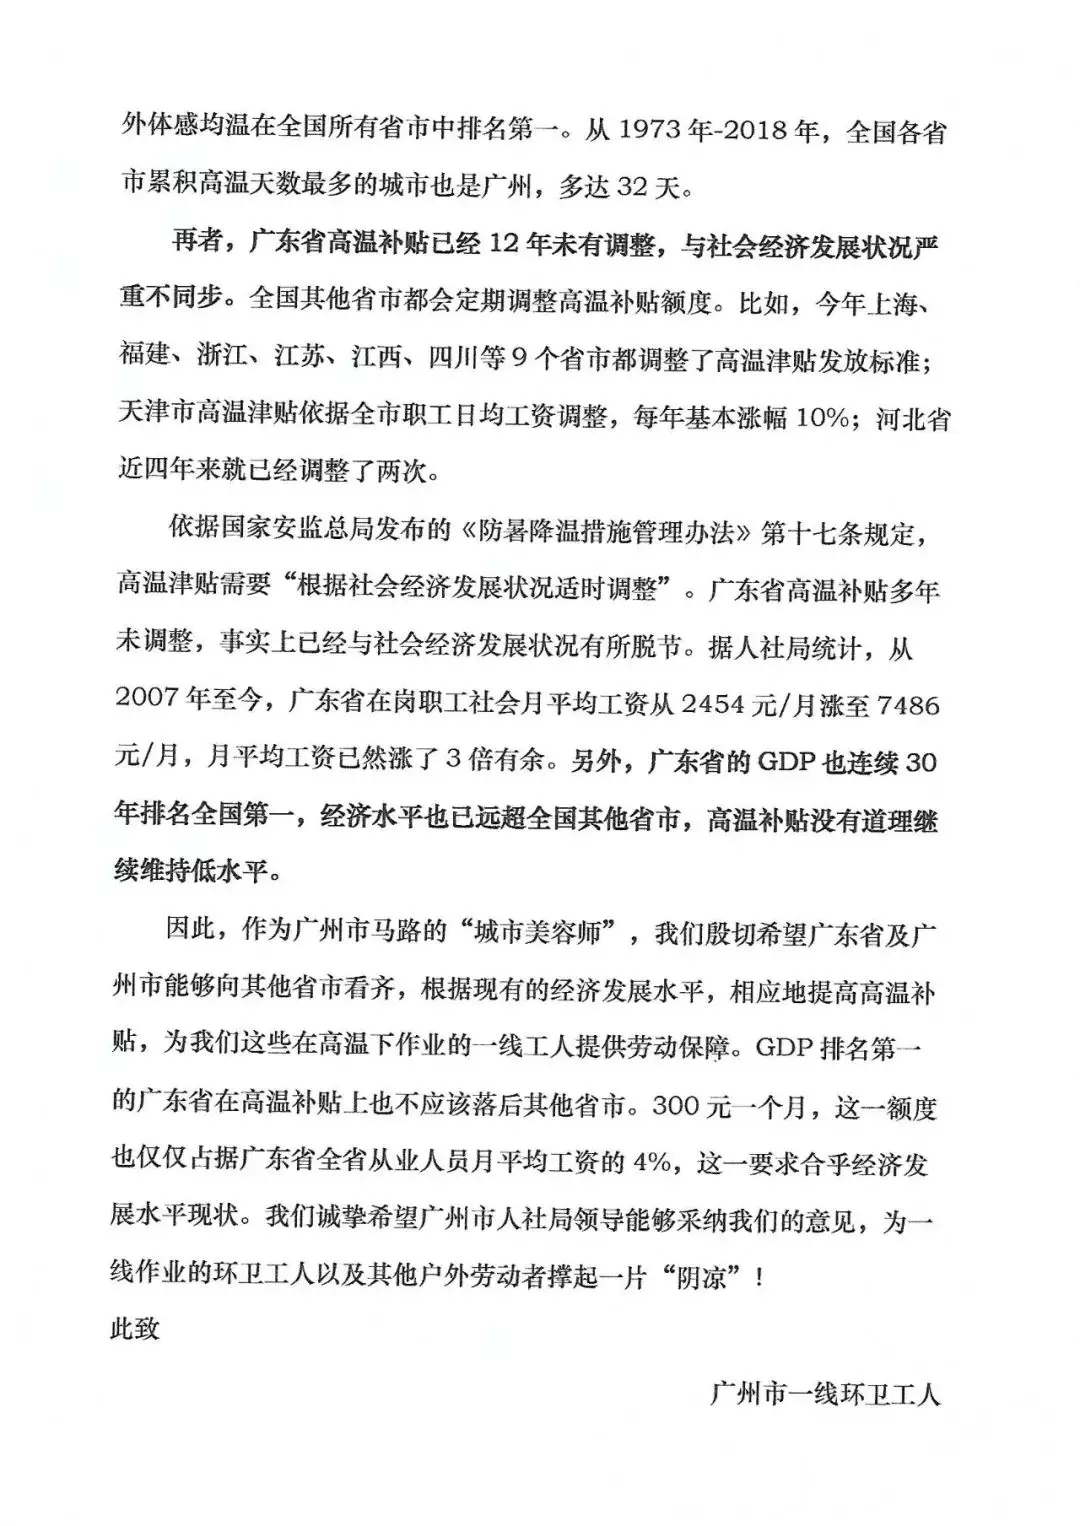 外体感均温在全国所有省市中排名第一。从 1973 年-2018 年，全国各省
市累积高温天数最多的城市也是广州，多达 32 天。
再者，广东省高温补贴已经 12 年未有调整，与社会经济发展状况严
重不同步。全国其他省市都会定期调整高温补贴额度。比如，今年上海、
福建、浙江、江苏、江西、四川等 9 个省市都调整了高温津贴发放标准；
天津市高温津贴依据全市职工日均工资调整，每年基本涨幅 10%；河北省
近四年来就已经调整了两次。
依据国家安监总局发布的《防暑降温措施管理办法》第十七条规定，
高温津贴需要“根据社会经济发展状况适时调整”。广东省高温补贴多年
未调整，事实上已经与社会经济发展状况有所脱节。据人社局统计，从
2007 年至今，广东省在岗职工社会月平均工资从 2454 元/月涨至 7486
元/月，月平均工资已然涨了 3 倍有余。另外，广东省的 GDP 也连续 30
年排名全国第一，经济水平也已远超全国其他省市，高温补贴没有道理继
续维持低水平。
因此，作为广州市马路的“城市美容师”，我们殷切希望广东省及广
州市能够向其他省市看齐，根据现有的经济发展水平，相应地提高高温补
贴，为我们这些在高温下作业的一线工人提供劳动保障。GDP 排名第一
的广东省在高温补贴上也不应该落后其他省市。300 元一个月，这一额度
也仅仅占据广东省全省从业人员月平均工资的 4%，这一要求合乎经济发
展水平现状。我们诚挚希望广州市人社局领导能够采纳我们的意见，为一
线作业的环卫工人以及其他户外劳动者撑起一片“阴凉”！
此致
广州市一线环卫工人